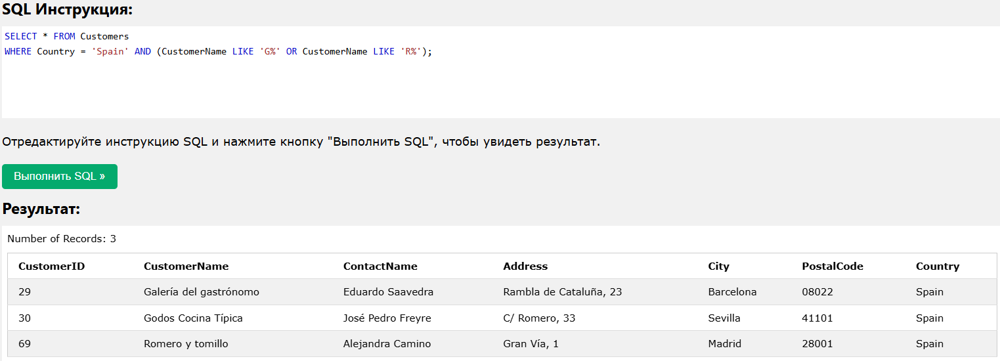 SQL Инструкция:
SELECT * FROM Customers
WHERE Country = 'Spain' AND (CustomerName LIKE 'G%' OR CustomerName LIKE 'R%');
Отредактируйте инструкцию SQL и нажмите кнопку "Выполнить SQL", чтобы увидеть результат.
Выполнить SQL »
Результат:
Number of Records: 3
CustomerID CustomerName ContactName Address City PostalCode Country
29 Galería del gastrónomo Eduardo Saavedra Rambla de Cataluña, 23 Barcelona 08022 Spain
30 Godos Cocina Típica José Pedro Freyre C/ Romero, 33 Sevilla 41101 Spain
69 Romero y tomillo Alejandra Camino Gran Vía, 1 Madrid 28001 Spain